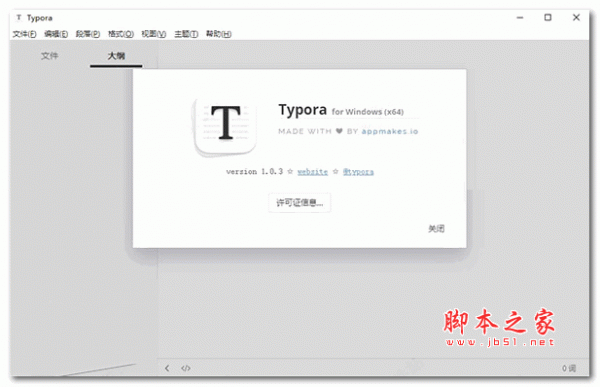 T Typora
文件(F) 编辑(E) 段落(P) 格式(O) 视图(V) 主题(T) 帮助(H)
文件 大纲
T
Typora for Windows (x64)
MADE WITH ♥ BY appmakes.io
version 1.0.3 ☆ website ☆ @typora
许可证信息...
关闭
脚本之家
www.jb51.net
< </> 0 词